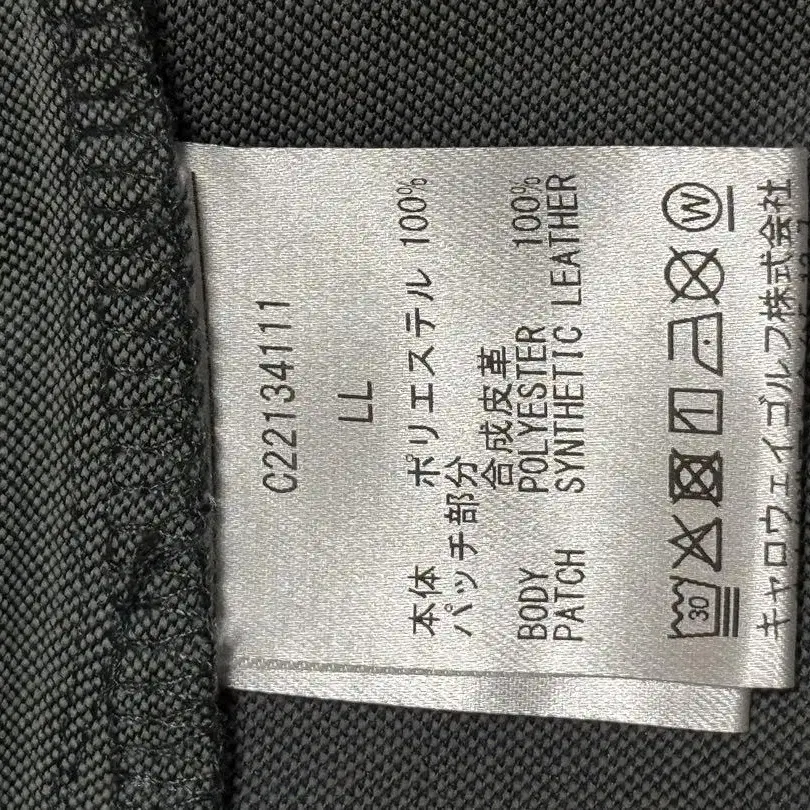 C22134111
LL
本体 ポリエステル 100%
パッチ部分
合成皮革
BODY POLYESTER 100%
PATCH SYNTHETIC LEATHER
30 W
キャロウェイゴルフ株式会社